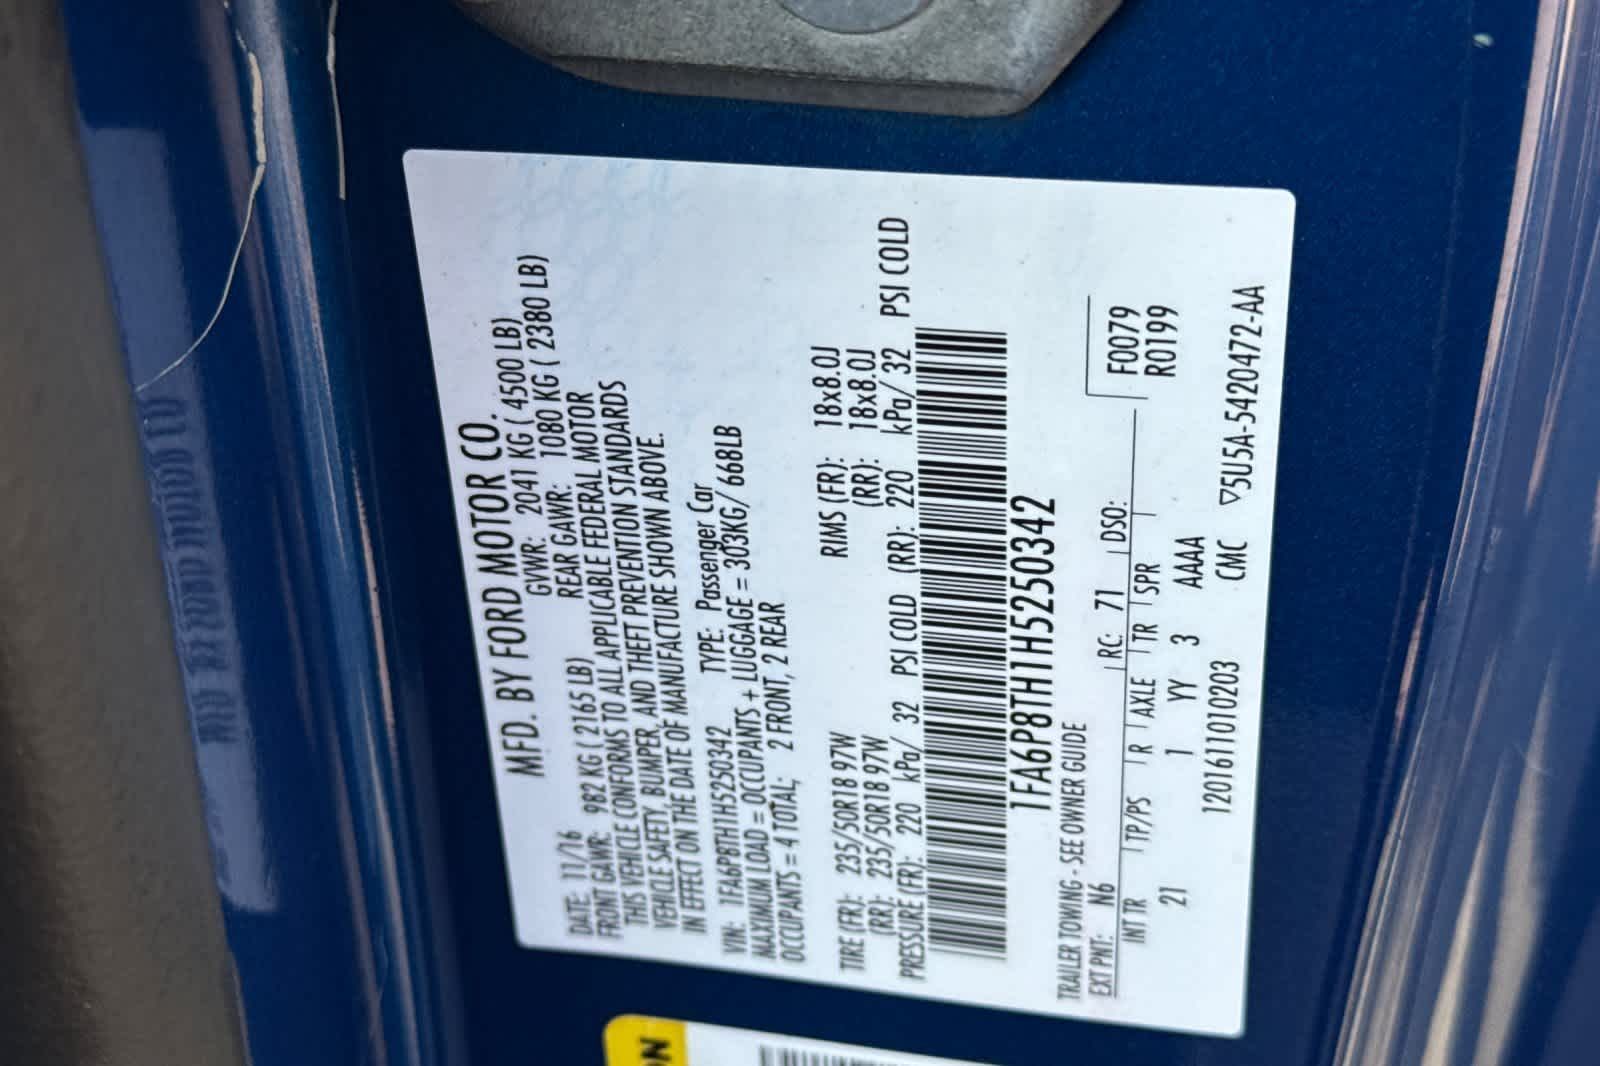 MFD. BY FORD MOTOR CO.
DATE: 11/16 GVWR: 2041 KG ( 4500 LB)
FRONT GAWR: 982 KG ( 2165 LB) REAR GAWR: 1080 KG ( 2380 LB)
THIS VEHICLE CONFORMS TO ALL APPLICABLE FEDERAL MOTOR
VEHICLE SAFETY, BUMPER, AND THEFT PREVENTION STANDARDS
IN EFFECT ON THE DATE OF MANUFACTURE SHOWN ABOVE.
VIN: 1FA6P8TH1H5250342 TYPE: Passenger Car
MAXIMUM LOAD = OCCUPANTS + LUGGAGE = 303KG/ 668LB
OCCUPANTS = 4 TOTAL; 2 FRONT, 2 REAR
TIRE (FR): 235/50R18 97W RIMS (FR): 18x8.0J
(RR): 235/50R18 97W (RR): 18x8.0J
PRESSURE (FR): 220 kPa/ 32 PSI COLD (RR): 220 kPa/ 32 PSI COLD
1FA6P8TH1H5250342
TRAILER TOWING - SEE OWNER GUIDE
EXT PNT: N6 RC: 71 DSO: F0079
INT TR TP/PS R AXLE TR SPR R0199
21 1 YY 3 AAAA
1201611010203 CMC ▽5U5A-5420472-AA
ON